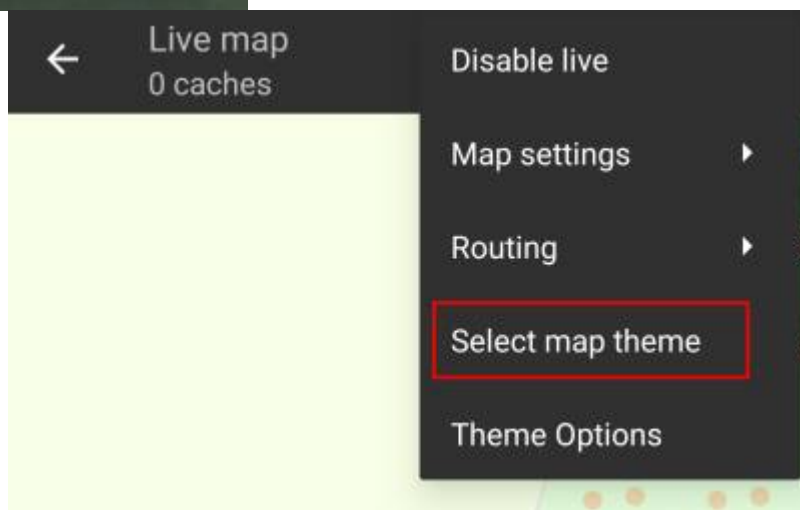 Live map
0 caches
Disable live
Map settings
Routing
Select map theme
Theme Options